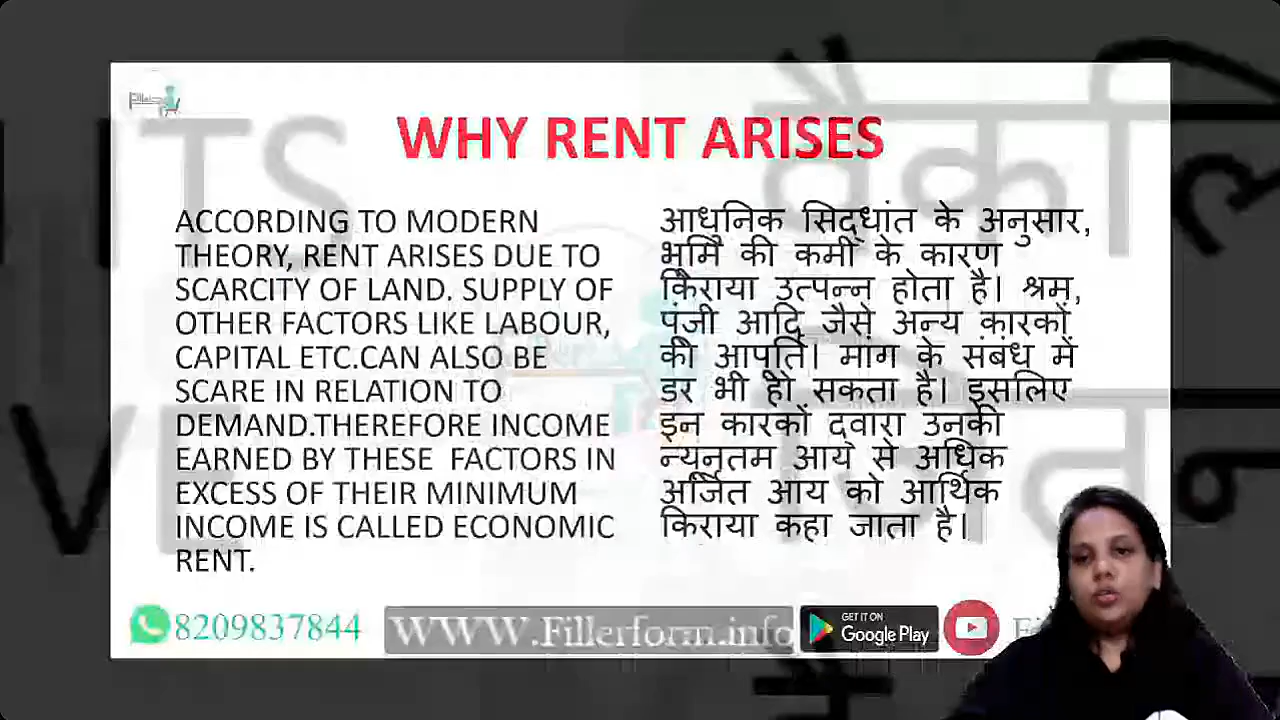 WHY RENT ARISES
ACCORDING TO MODERN
THEORY, RENT ARISES DUE TO
SCARCITY OF LAND. SUPPLY OF
OTHER FACTORS LIKE LABOUR,
CAPITAL ETC.CAN ALSO BE
SCARE IN RELATION TO
DEMAND.THEREFORE INCOME
EARNED BY THESE FACTORS IN
EXCESS OF THEIR MINIMUM
INCOME IS CALLED ECONOMIC
RENT.
आधुनिक सिद्धांत के अनुसार,
भूमि की कमी के कारण
किराया उत्पन्न होता है। श्रम,
पूंजी आदि जैसे अन्य कारकों
की आपूर्ति। मांग के संबंध में
डर भी हो सकता है। इसलिए
इन कारकों द्वारा उनकी
न्यूनतम आय से अधिक
अर्जित आय को आर्थिक
किराया कहा जाता है।
8209837844
WWW.Fillerform.info
GET IT ON
Google Play